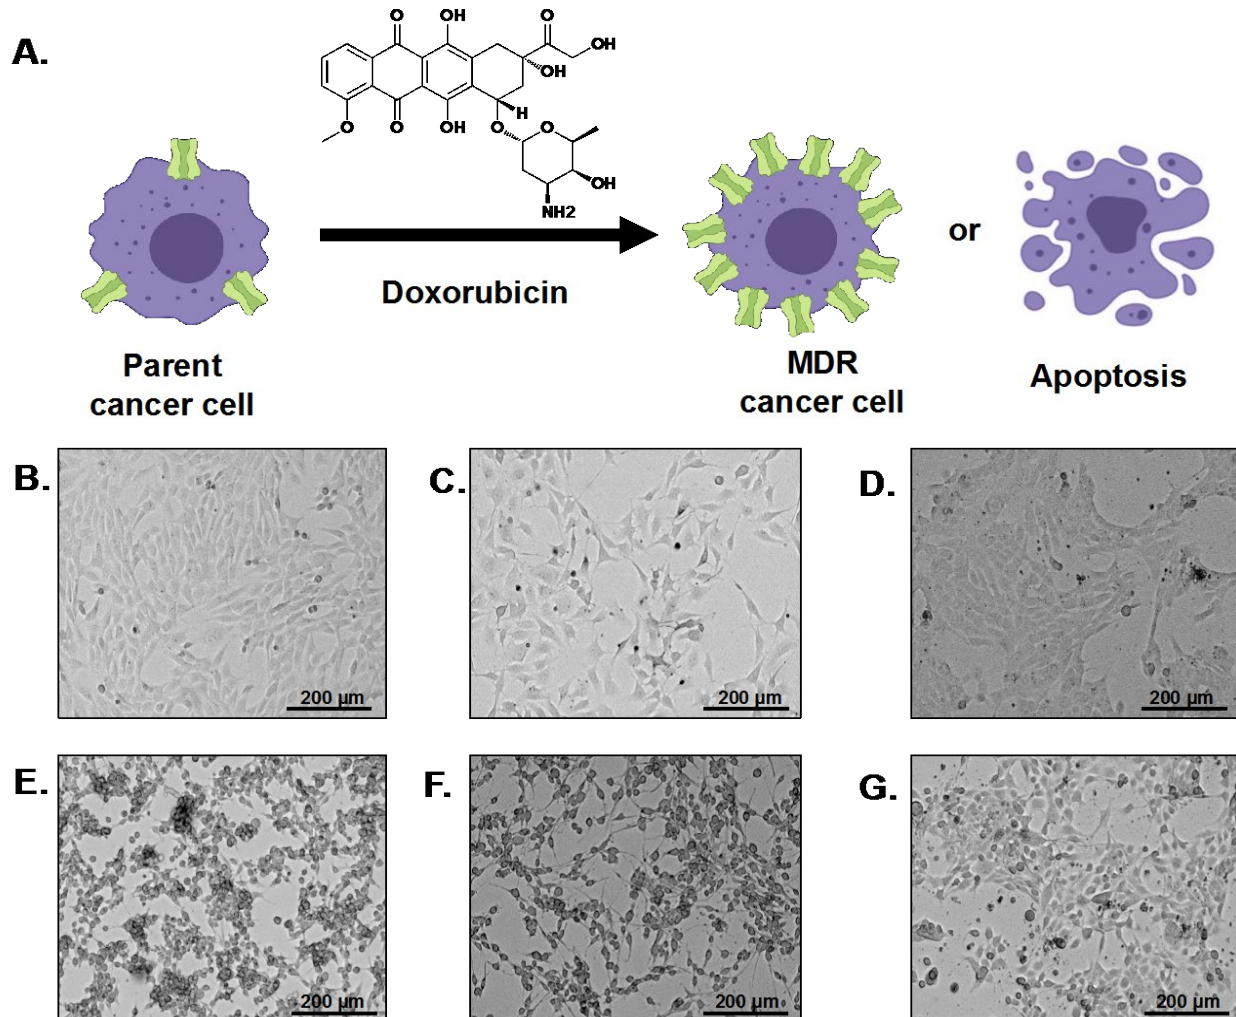 A.
O
OH
O
OH
OH
O
O
OH
H
O
O
OH
NH2
Doxorubicin
or
Parent
cancer cell
MDR
cancer cell
Apoptosis
B.
200 µm
C.
200 µm
D.
200 µm
E.
200 µm
F.
200 µm
G.
200 µm